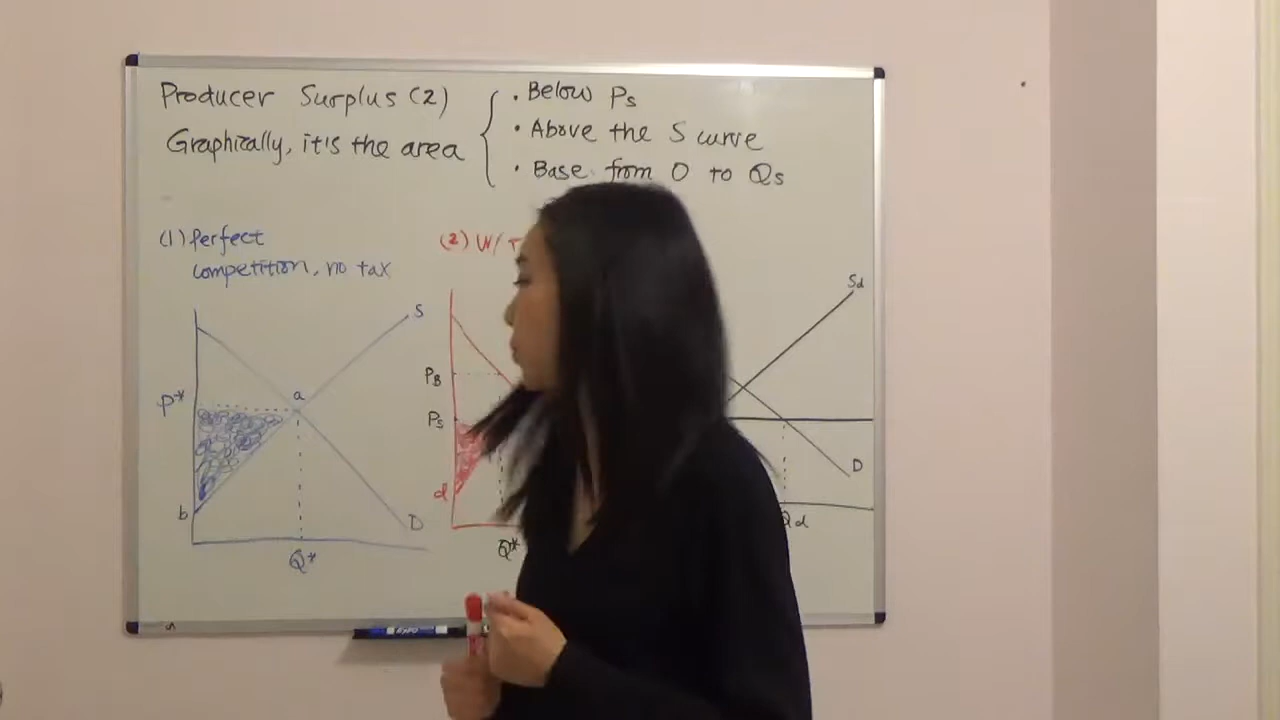 Producer Surplus (2)
Graphically, it's the area
• Below Ps
• Above the S curve
• Base from 0 to Qs
(1) Perfect
competition, no tax
(2) W/ T
S
a
P*
b
D
Q*
PB
Ps
d
Q*
Sd
D
Qd
EXPO